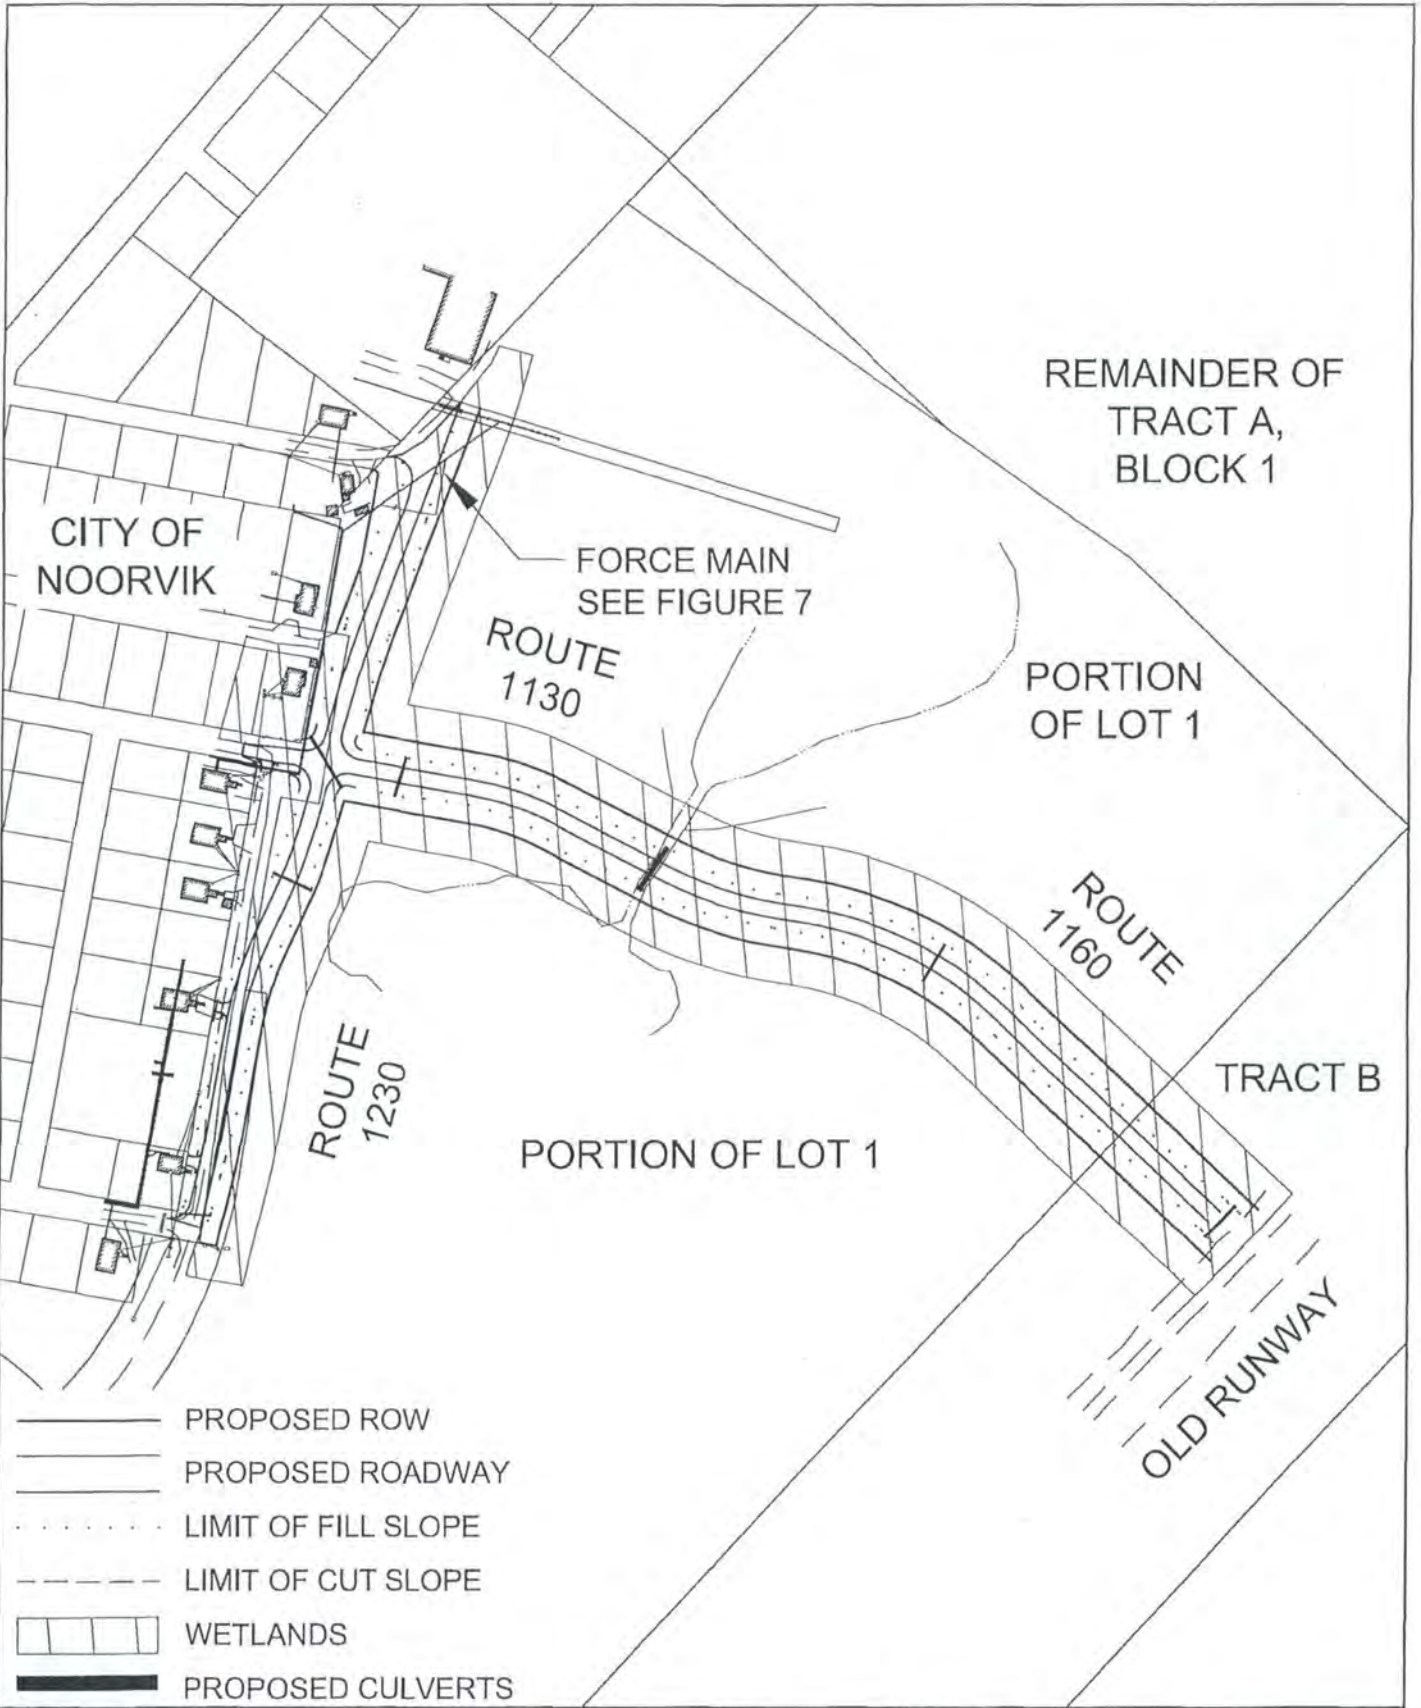 REMAINDER OF
TRACT A,
BLOCK 1
CITY OF
NOORVIK
FORCE MAIN
SEE FIGURE 7
ROUTE
1130
PORTION
OF LOT 1
ROUTE
1160
ROUTE
1230
TRACT B
PORTION OF LOT 1
OLD RUNWAY
PROPOSED ROW
PROPOSED ROADWAY
LIMIT OF FILL SLOPE
LIMIT OF CUT SLOPE
WETLANDS
PROPOSED CULVERTS